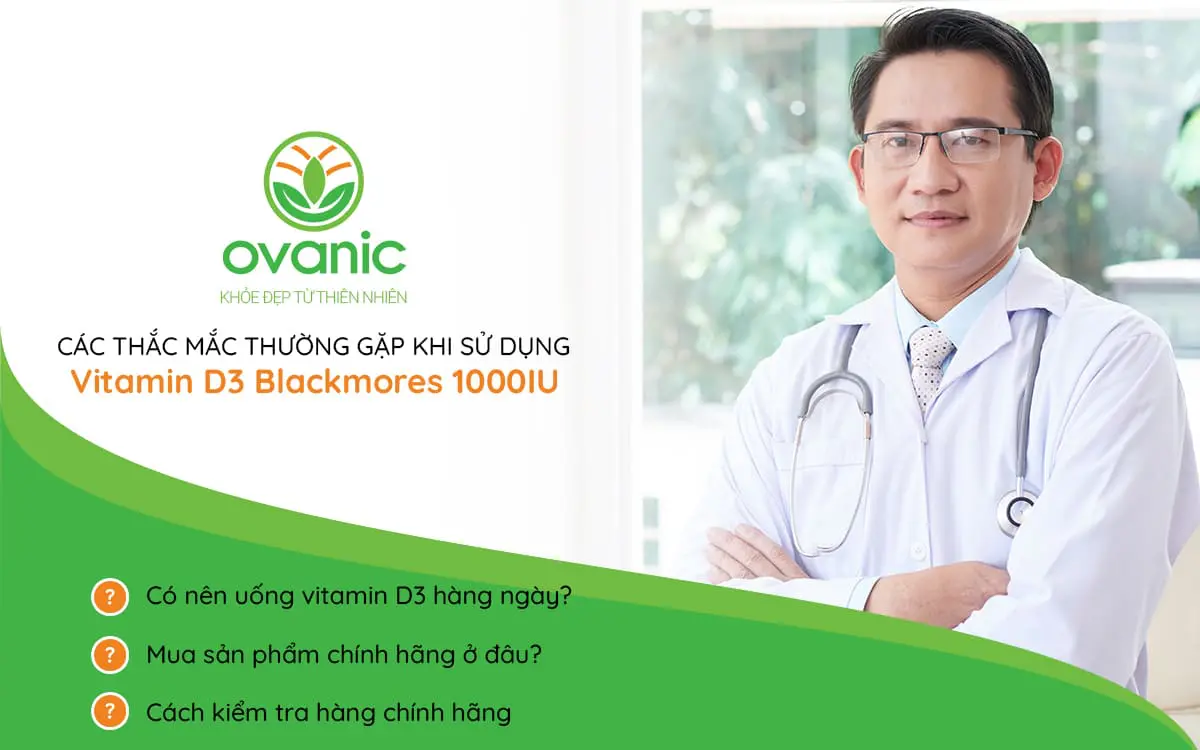 ovanic
KHỎE ĐẸP TỪ THIÊN NHIÊN
CÁC THẮC MẮC THƯỜNG GẶP KHI SỬ DỤNG
Vitamin D3 Blackmores 1000IU
? Có nên uống vitamin D3 hàng ngày?
? Mua sản phẩm chính hãng ở đâu?
? Cách kiểm tra hàng chính hãng